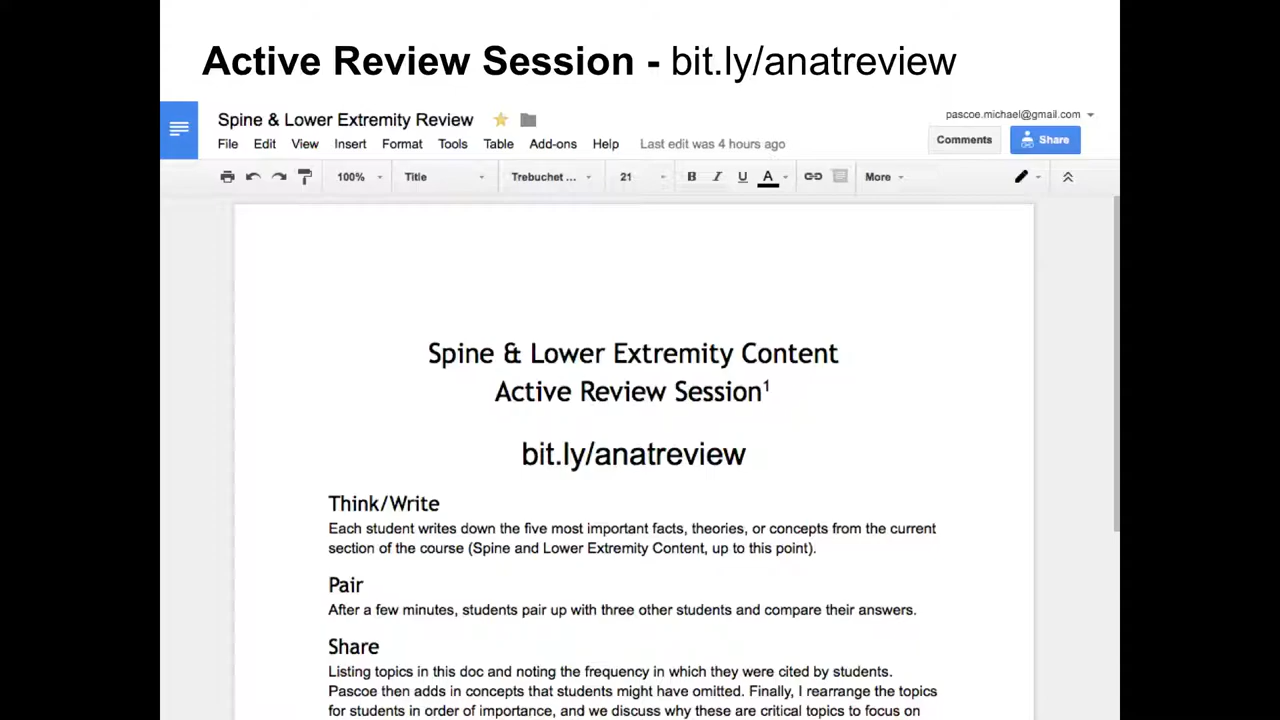 Active Review Session - bit.ly/anatreview
Spine & Lower Extremity Review
pascoe.michael@gmail.com
File Edit View Insert Format Tools Table Add-ons Help Last edit was 4 hours ago
Comments Share
100% Title Trebuchet ... 21 B I U A More
Spine & Lower Extremity Content
Active Review Session¹
bit.ly/anatreview
Think/Write
Each student writes down the five most important facts, theories, or concepts from the current
section of the course (Spine and Lower Extremity Content, up to this point).
Pair
After a few minutes, students pair up with three other students and compare their answers.
Share
Listing topics in this doc and noting the frequency in which they were cited by students.
Pascoe then adds in concepts that students might have omitted. Finally, I rearrange the topics
for students in order of importance, and we discuss why these are critical topics to focus on